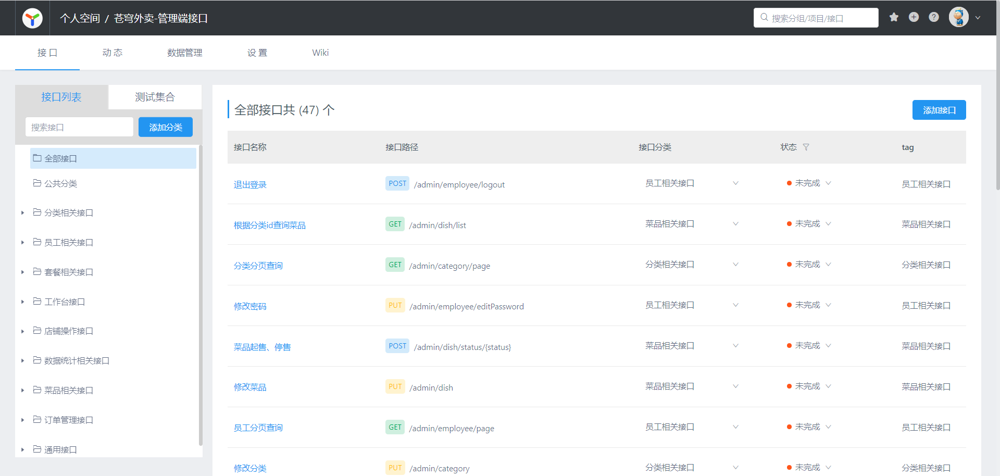 个人空间 / 苍穹外卖-管理端接口
搜索分组/项目/接口
接 口
动 态
数据管理
设 置
Wiki
接口列表
测试集合
搜索接口
添加分类
全部接口
公共分类
分类相关接口
员工相关接口
套餐相关接口
工作台接口
店铺操作接口
数据统计相关接口
菜品相关接口
订单管理接口
通用接口
全部接口共 (47) 个
添加接口
接口名称 接口路径 接口分类 状态 tag
退出登录 POST /admin/employee/logout 员工相关接口 未完成 员工相关接口
根据分类id查询菜品 GET /admin/dish/list 菜品相关接口 未完成 菜品相关接口
分类分页查询 GET /admin/category/page 分类相关接口 未完成 分类相关接口
修改密码 PUT /admin/employee/editPassword 员工相关接口 未完成 员工相关接口
菜品起售、停售 POST /admin/dish/status/{status} 菜品相关接口 未完成 菜品相关接口
修改菜品 PUT /admin/dish 菜品相关接口 未完成 菜品相关接口
员工分页查询 GET /admin/employee/page 员工相关接口 未完成 员工相关接口
修改分类 PUT /admin/category 分类相关接口 未完成 分类相关接口